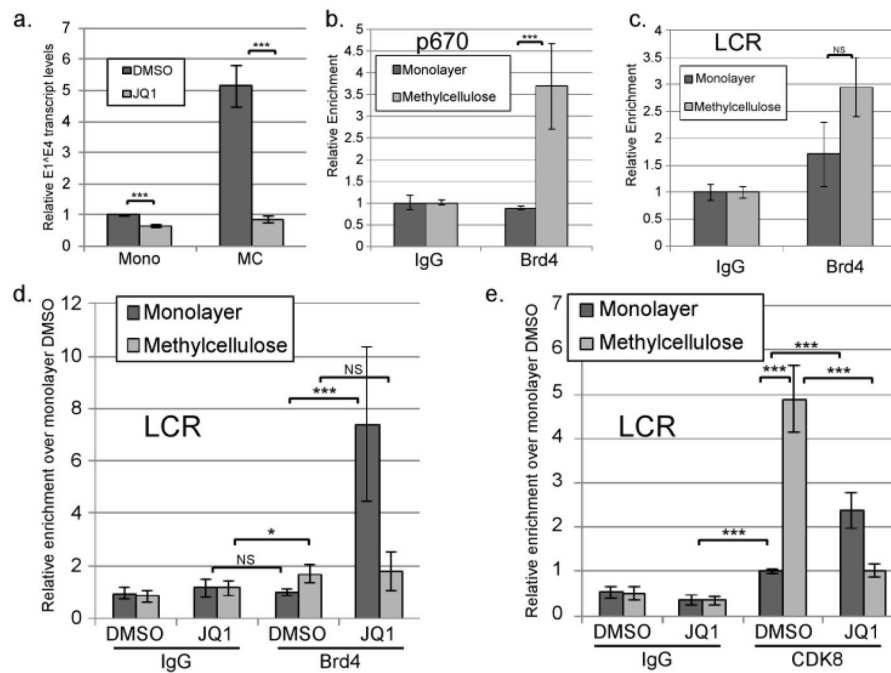 a.
Relative E1^E4 transcript levels
7
6
5
4
3
2
1
0
DMSO
JQ1
***
***
Mono MC
b.
p670
Relative Enrichment
5
4.5
4
3.5
3
2.5
2
1.5
1
0.5
0
Monolayer
Methylcellulose
***
IgG Brd4
c.
LCR
Relative Enrichment
4
3.5
3
2.5
2
1.5
1
0.5
0
Monolayer
Methylcellulose
NS
IgG Brd4
d.
Relative enrichment over monolayer DMSO
12
10
8
6
4
2
0
Monolayer
Methylcellulose
LCR
NS
***
*
NS
DMSO JQ1 DMSO JQ1
IgG Brd4
e.
Relative enrichment over monolayer DMSO
7
6
5
4
3
2
1
0
Monolayer
Methylcellulose
LCR
***
***
***
***
DMSO JQ1 DMSO JQ1
IgG CDK8